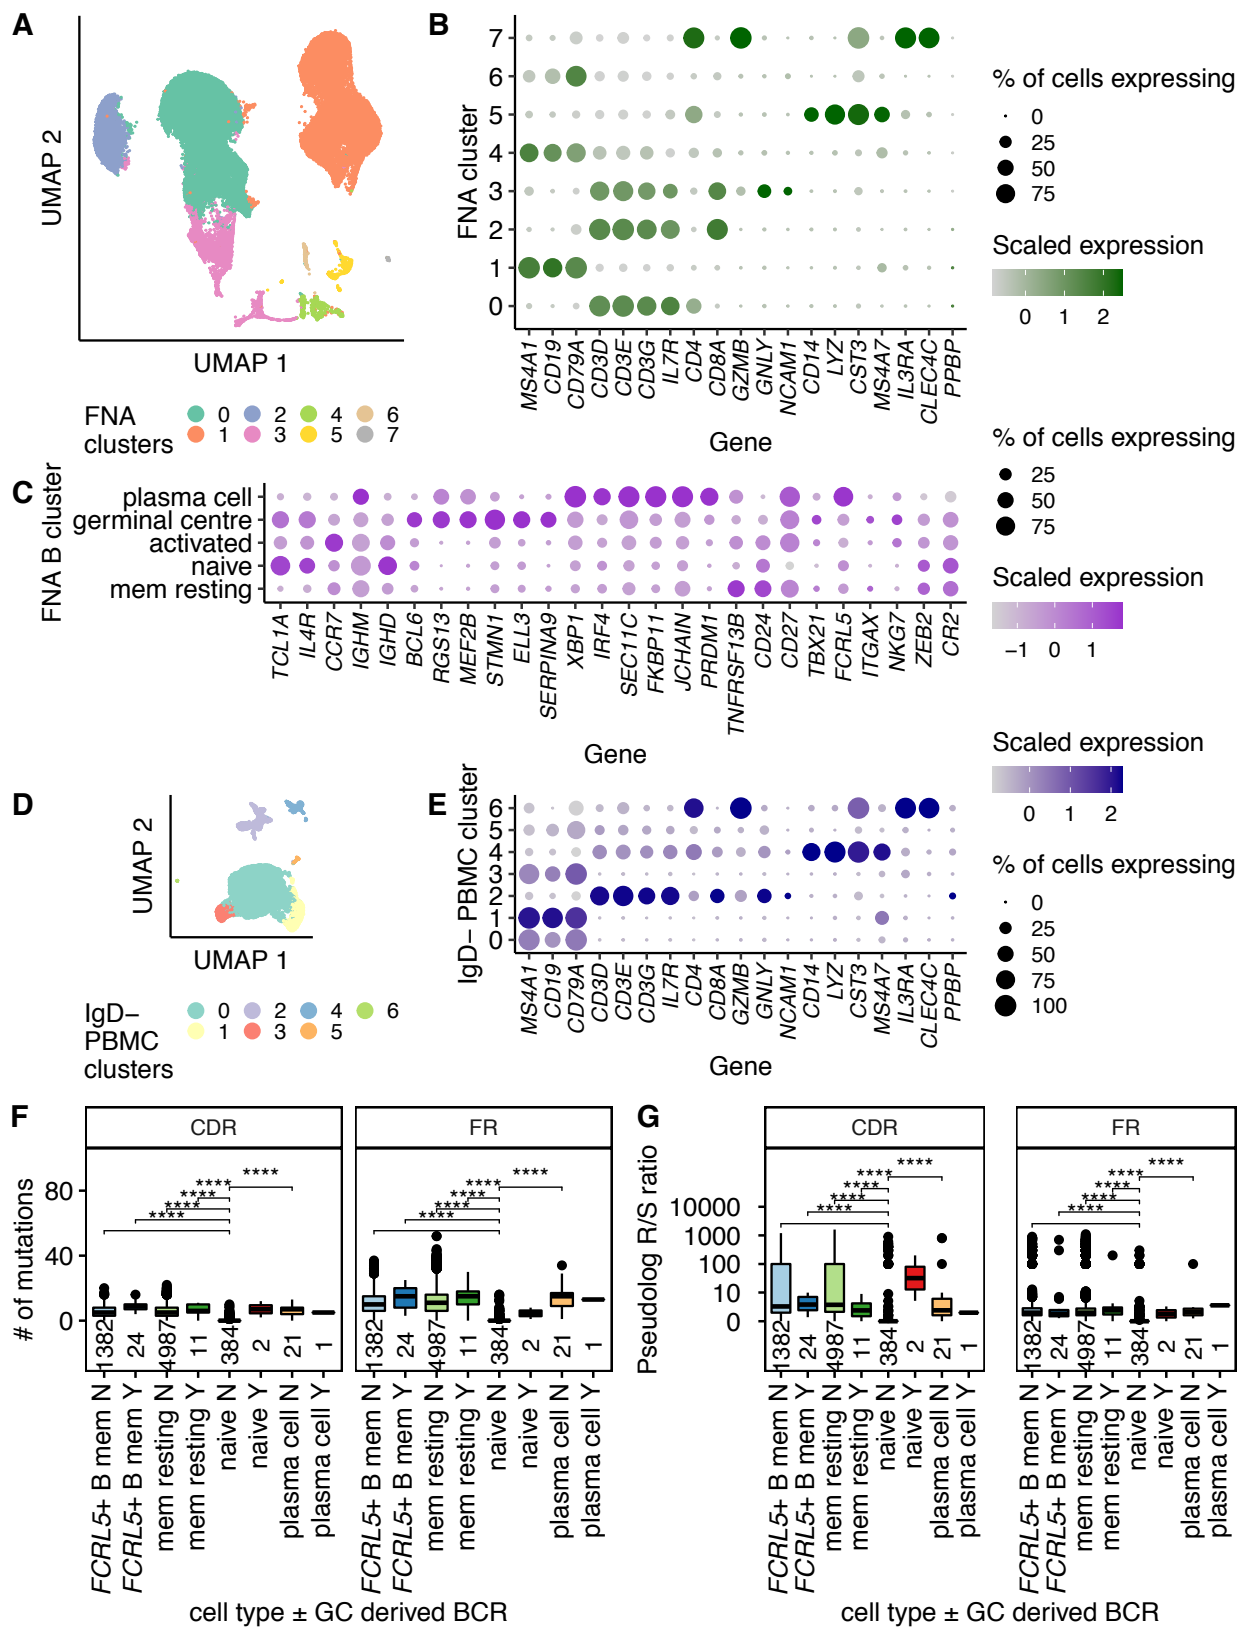 A
UMAP 2
UMAP 1
FNA clusters
0 2 4 6
1 3 5 7
B
FNA cluster
7
6
5
4
3
2
1
0
MS4A1 CD19 CD79A CD3D CD3E CD3G IL7R CD4 CD8A GZMB GNLY NCAM1 CD14 LYZ CST3 MS4A7 IL3RA CLEC4C PPBP
Gene
% of cells expressing
0
25
50
75
Scaled expression
0 1 2
C
FNA B cluster
plasma cell
germinal centre
activated
naive
mem resting
TCL1A IL4R CCR7 IGHM IGHD BCL6 RGS13 MEF2B STMN1 ELL3 SERPINA9 XBP1 IRF4 SEC11C FKBP11 JCHAIN PRDM1 TNFRSF13B CD24 CD27 TBX21 FCRL5 ITGAX NKG7 ZEB2 CR2
Gene
% of cells expressing
25
50
75
Scaled expression
−1 0 1
D
UMAP 2
UMAP 1
IgD− PBMC clusters
0 2 4 6
1 3 5
E
IgD− PBMC cluster
6
5
4
3
2
1
0
MS4A1 CD19 CD79A CD3D CD3E CD3G IL7R CD4 CD8A GZMB GNLY NCAM1 CD14 LYZ CST3 MS4A7 IL3RA CLEC4C PPBP
Gene
Scaled expression
0 1 2
% of cells expressing
0
25
50
75
100
F
# of mutations
CDR
FR
80
40
0
**** **** **** **** ****
**** **** **** **** ****
1382 24 4987 11 384 2 21 1
1382 24 4987 11 384 2 21 1
FCRL5+ B mem N
FCRL5+ B mem Y
mem resting N
mem resting Y
naive N
naive Y
plasma cell N
plasma cell Y
FCRL5+ B mem N
FCRL5+ B mem Y
mem resting N
mem resting Y
naive N
naive Y
plasma cell N
plasma cell Y
cell type ± GC derived BCR
G
Pseudolog R/S ratio
CDR
FR
10000
1000
100
10
0
**** **** **** **** ****
**** **** **** **** ****
1382 24 4987 11 384 2 21 1
1382 24 4987 11 384 2 21 1
FCRL5+ B mem N
FCRL5+ B mem Y
mem resting N
mem resting Y
naive N
naive Y
plasma cell N
plasma cell Y
FCRL5+ B mem N
FCRL5+ B mem Y
mem resting N
mem resting Y
naive N
naive Y
plasma cell N
plasma cell Y
cell type ± GC derived BCR